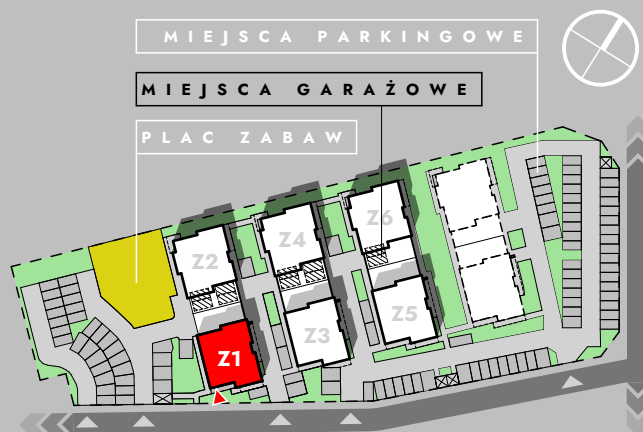 MIEJSCA PARKINGOWE
MIEJSCA GARAŻOWE
PLAC ZABAW
Z6
Z4
Z2
Z5
Z3
Z1